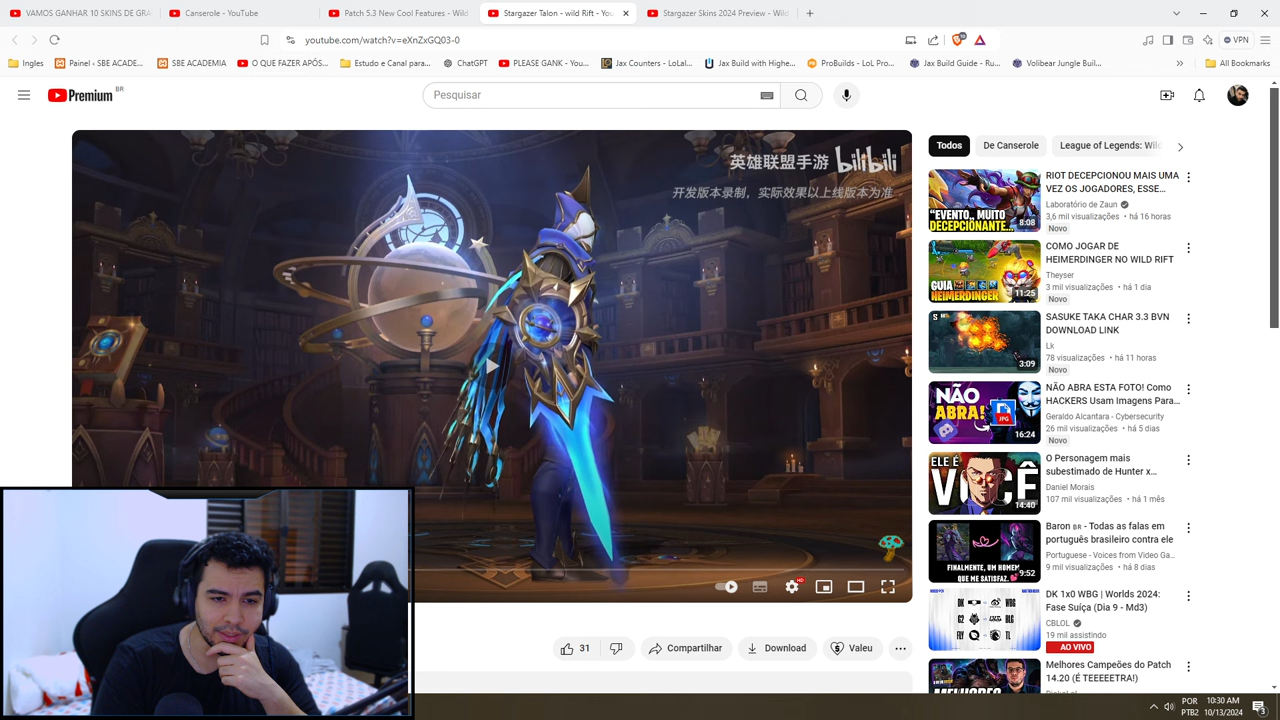 VAMOS GANHAR 10 SKINS DE GRA
Canserole - YouTube
Patch 5.3 New Cool Features - Wild
Stargazer Talon - wild Rift - You
Stargazer Skins 2024 Preview - Wild
youtube.com/watch?v=eXnZxGQ03-0
VPN
Ingles
Painel ‹ SBE ACADE...
SBE ACADEMIA
O QUE FAZER APÓS...
Estudo e Canal para...
ChatGPT
PLEASE GANK - You...
Jax Counters - LoLal...
Jax Build with Highe...
ProBuilds - LoL Pro...
Jax Build Guide - Ru...
Volibear Jungle Buil...
»
All Bookmarks
Premium BR
Pesquisar
英雄联盟手游 bilibili
开发版本录制，实际效果以上线版本为准
HD
31
Compartilhar
Download
Valeu
Todos
De Canserole
League of Legends: Wild
"EVENTO.. MUITO
DECEPCIONANTE...
8:08
RIOT DECEPCIONOU MAIS UMA
VEZ OS JOGADORES, ESSE...
Laboratório de Zaun
3,6 mil visualizações • há 16 horas
Novo
GUIA
HEIMERDINGER
11:25
COMO JOGAR DE
HEIMERDINGER NO WILD RIFT
Theyser
3 mil visualizações • há 1 dia
Novo
3:09
SASUKE TAKA CHAR 3.3 BVN
DOWNLOAD LINK
Lk
78 visualizações • há 11 horas
Novo
NÃO
ABRA!
JPG
16:24
NÃO ABRA ESTA FOTO! Como
HACKERS Usam Imagens Para...
Geraldo Alcantara - Cybersecurity
26 mil visualizações • há 5 dias
Novo
ELE É
VOCÊ
14:40
O Personagem mais
subestimado de Hunter x...
Daniel Morais
107 mil visualizações • há 1 mês
FINALMENTE, UM HOMEM
QUE ME SATISFAZ.
9:52
Baron BR - Todas as falas em
português brasileiro contra ele
Portuguese - Voices from Video Ga...
9 mil visualizações • há 8 dias
DK WBG
G2 BLG
FLY TL
DK 1x0 WBG | Worlds 2024:
Fase Suíça (Dia 9 - Md3)
CBLOL
19 mil assistindo
AO VIVO
Melhores Campeões do Patch
14.20 (É TEEEEETRA!)
POR
PTB2
10:30 AM
10/13/2024
3